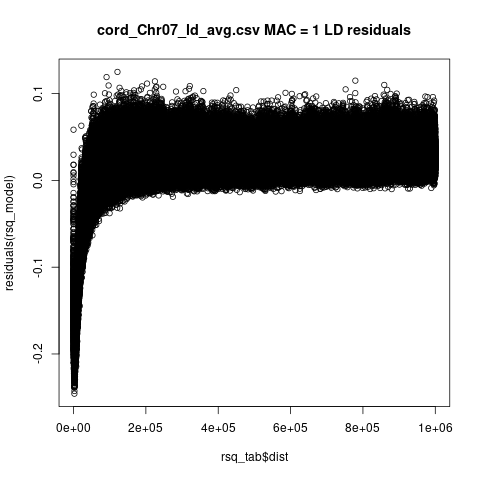 cord_Chr07_ld_avg.csv MAC = 1 LD residuals
residuals(rsq_model)
0.1
0.0
-0.1
-0.2
0e+00 2e+05 4e+05 6e+05 8e+05 1e+06
rsq_tab$dist